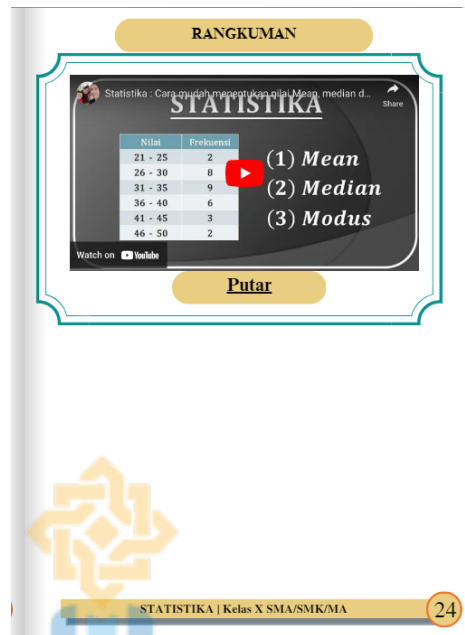 RANGKUMAN
Statistika : Cara mudah menentukan nilai Mean, median d...
Share
STATISTIKA
Nilai Frekuensi
21 - 25 2
26 - 30 8
31 - 35 9
36 - 40 6
41 - 45 3
46 - 50 2
(1) Mean
(2) Median
(3) Modus
Watch on YouTube
Putar
STATISTIKA | Kelas X SMA/SMK/MA
24